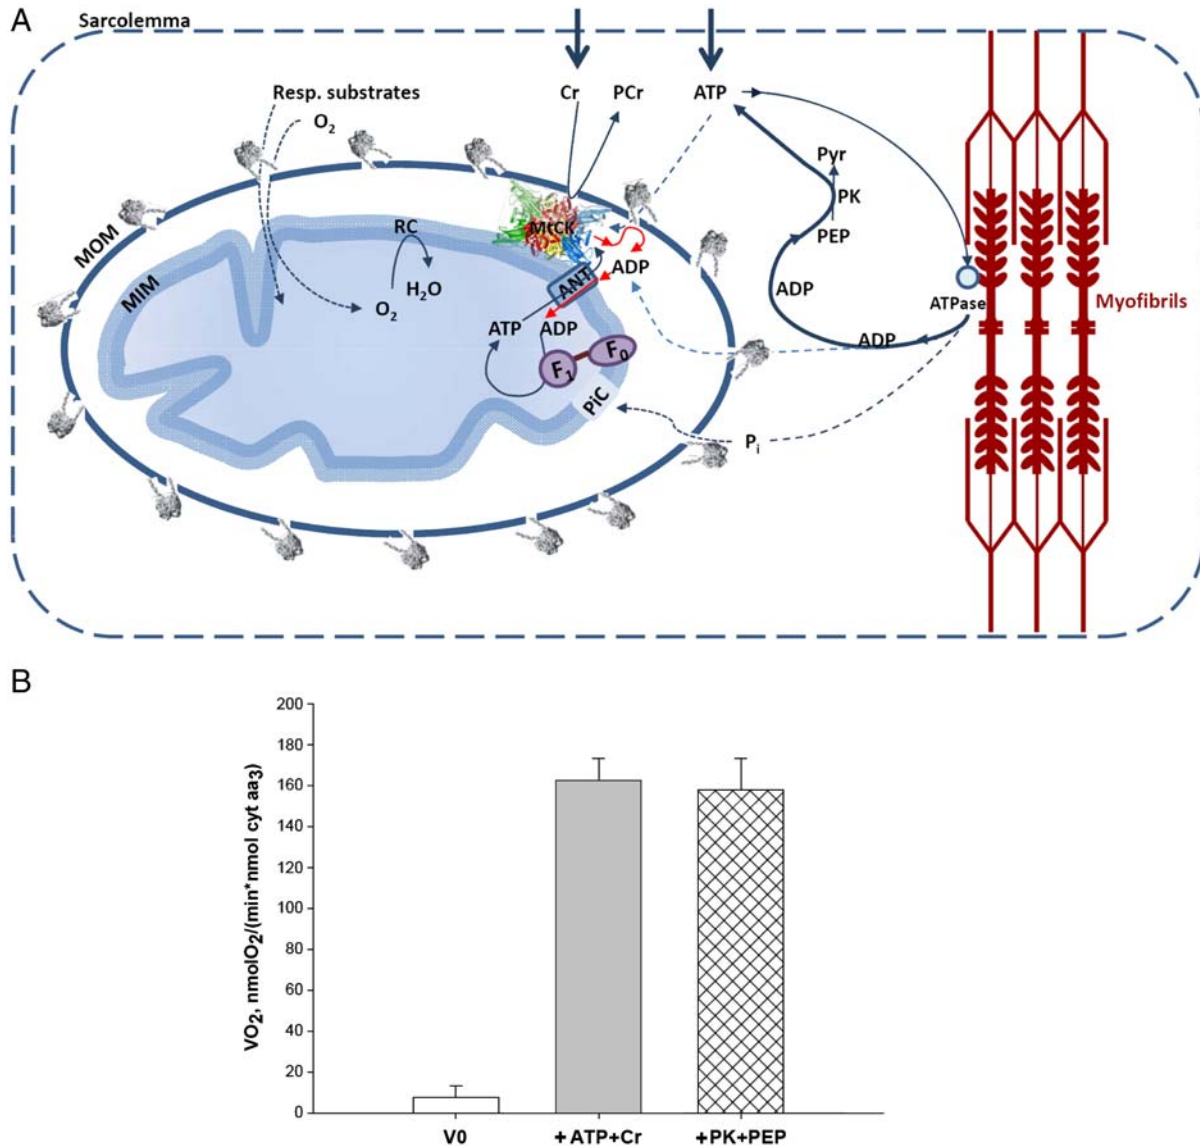 A
Sarcolemma
Resp. substrates
O2
Cr
PCr
ATP
Pyr
PK
PEP
ADP
ATPase
Myofibrils
MOM
MIM
RC
MtCK
ADP
ANT
H2O
O2
ATP
ADP
F1
F0
ADP
PiC
Pi
B
VO2, nmolO2/(min*nmol cyt aa3)
200
180
160
140
120
100
80
60
40
20
0
V0
+ATP+Cr
+PK+PEP